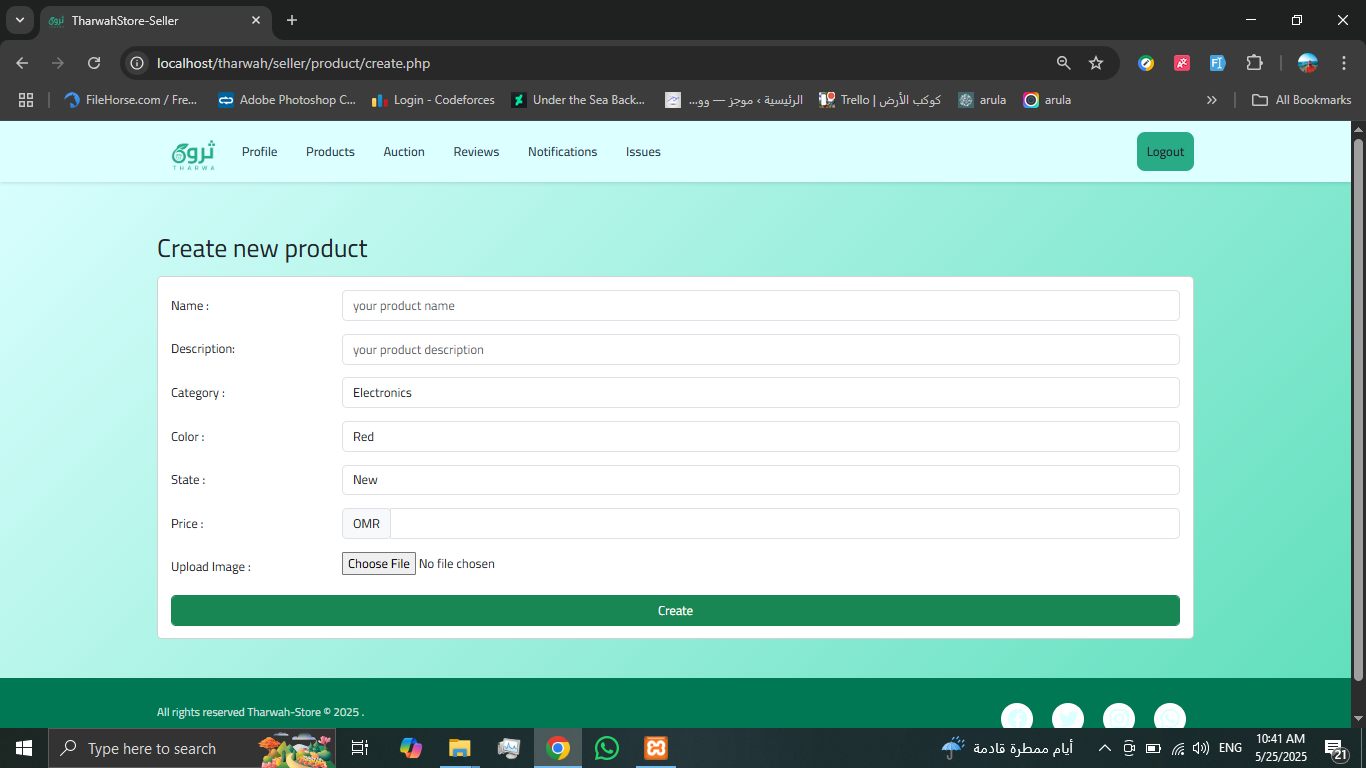 ثروة TharwahStore-Seller
localhost/tharwah/seller/product/create.php
FileHorse.com / Fre... Adobe Photoshop C... Login - Codeforces Under the Sea Back... الرئيسية › موجز — وو... Trello | كوكب الأرض arula arula » All Bookmarks
ثروة
THARWA
Profile Products Auction Reviews Notifications Issues Logout
Create new product
Name : your product name
Description: your product description
Category : Electronics
Color : Red
State : New
Price : OMR
Upload Image : Choose File No file chosen
Create
All rights reserved Tharwah-Store © 2025 .
Type here to search أيام ممطرة قادمة ENG 10:41 AM
5/25/2025
21